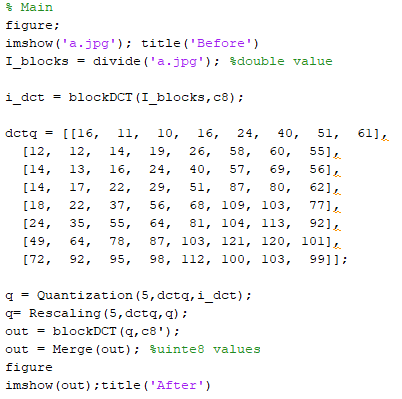 % Main
figure;
imshow('a.jpg'); title('Before')
I_blocks = divide('a.jpg'); %double value
i_dct = blockDCT(I_blocks,c8);
dctq = [[16, 11, 10, 16, 24, 40, 51, 61],
[12, 12, 14, 19, 26, 58, 60, 55],
[14, 13, 16, 24, 40, 57, 69, 56],
[14, 17, 22, 29, 51, 87, 80, 62],
[18, 22, 37, 56, 68, 109, 103, 77],
[24, 35, 55, 64, 81, 104, 113, 92],
[49, 64, 78, 87, 103, 121, 120, 101],
[72, 92, 95, 98, 112, 100, 103, 99]];
q = Quantization(5,dctq,i_dct);
q= Rescaling(5,dctq,q);
out = blockDCT(q,c8');
out = Merge(out); %uinte8 values
figure
imshow(out);title('After')